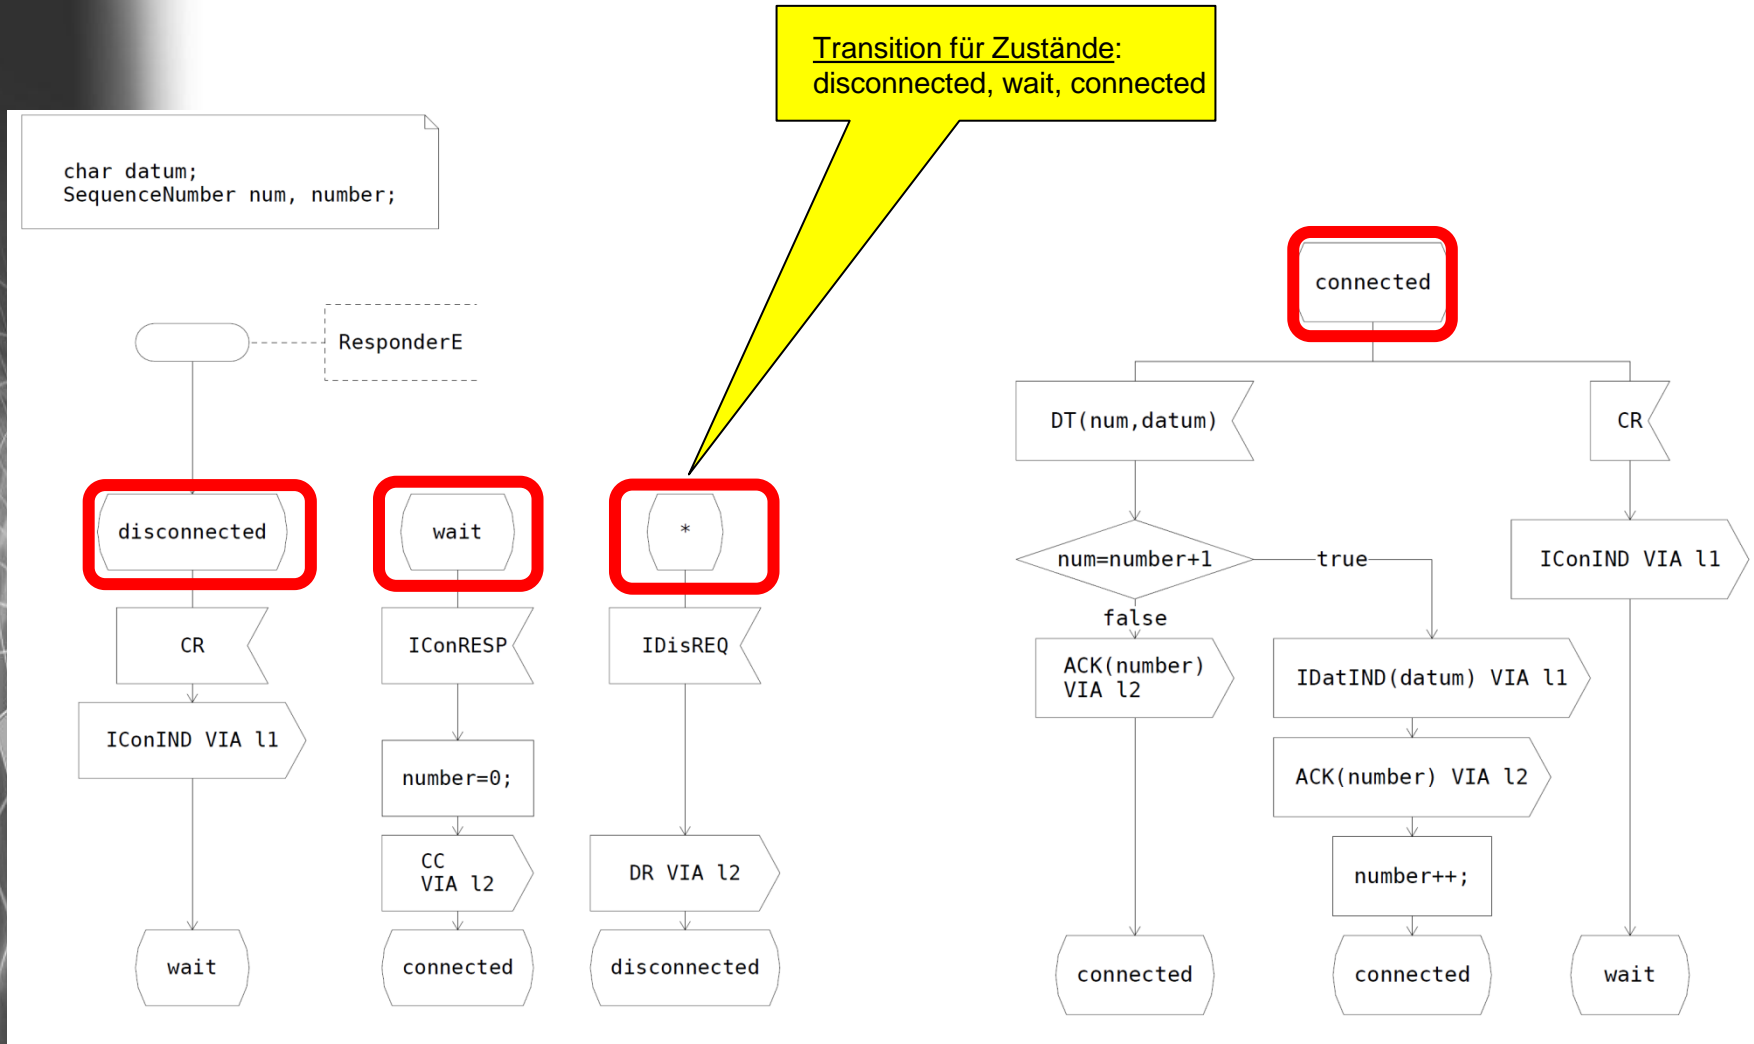 Transition für Zustände:
disconnected, wait, connected
char datum;
SequenceNumber num, number;
ResponderE
disconnected
CR
IConIND VIA l1
wait
wait
IConRESP
number=0;
CC
VIA l2
connected
*
IDisREQ
DR VIA l2
disconnected
connected
DT(num,datum)
num=number+1
true
false
ACK(number)
VIA l2
connected
IDatIND(datum) VIA l1
ACK(number) VIA l2
number++;
connected
CR
IConIND VIA l1
wait